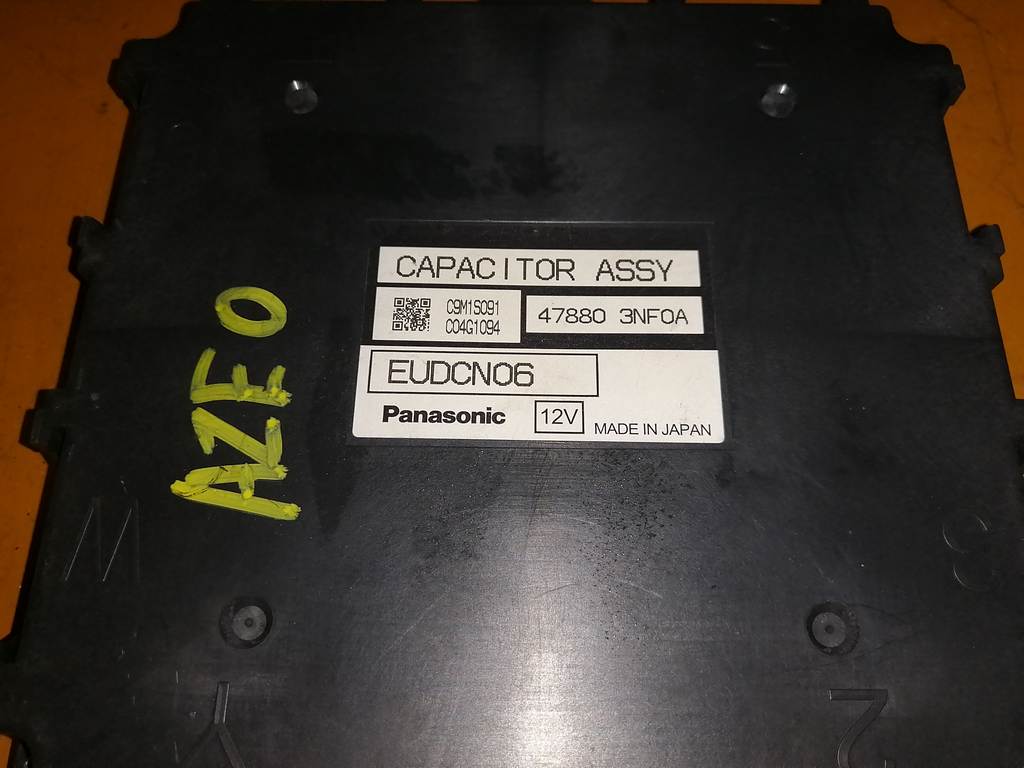 CAPACITOR ASSY
C9M1S091
C04G1094
47880 3NF0A
EUDCN06
Panasonic
12V
MADE IN JAPAN
AZE0